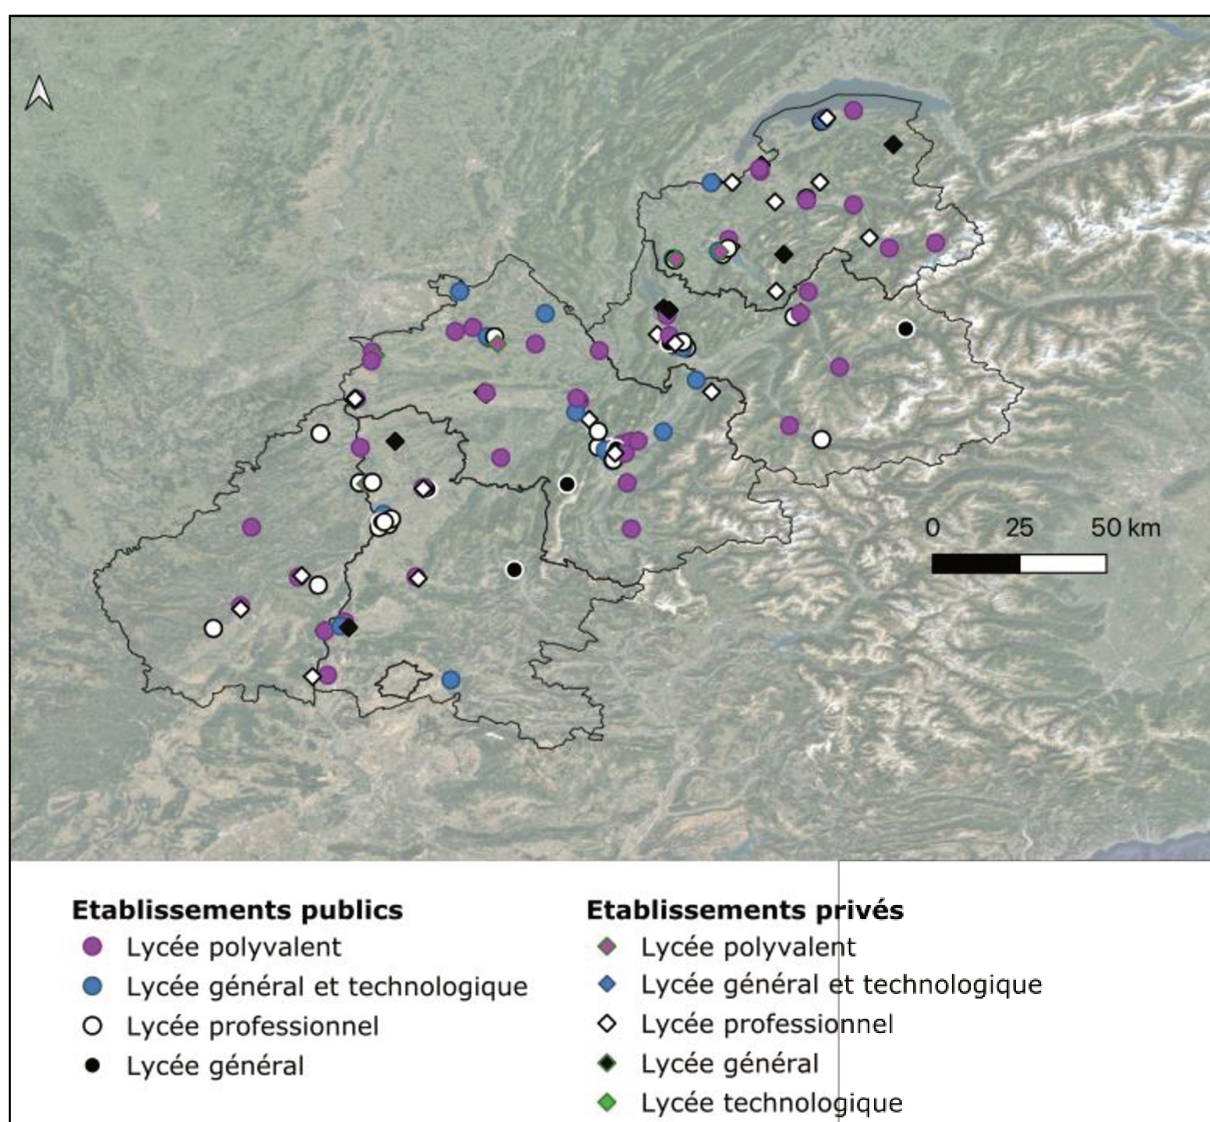 0 25 50 km
Etablissements publics
Lycée polyvalent
Lycée général et technologique
Lycée professionnel
Lycée général
Etablissements privés
Lycée polyvalent
Lycée général et technologique
Lycée professionnel
Lycée général
Lycée technologique